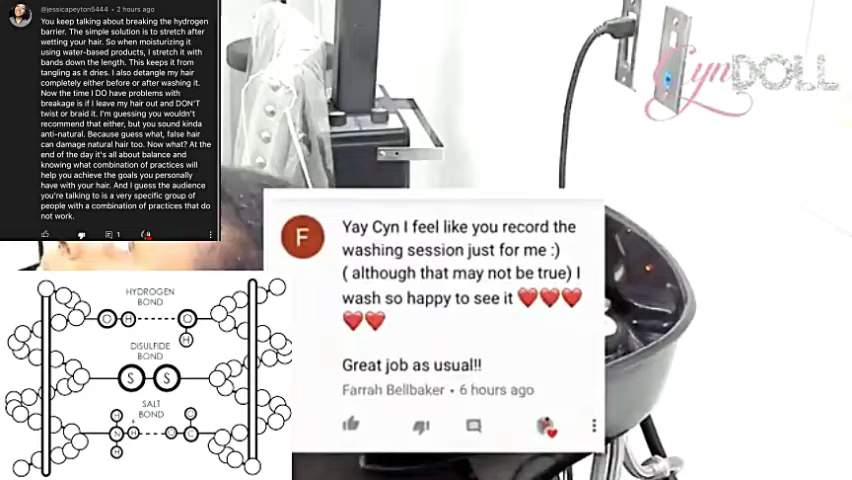 @jessicapeyton5444 • 2 hours ago
You keep talking about breaking the hydrogen
barrier. The simple solution is to stretch after
wetting your hair. So when moisturizing it
using water-based products, I stretch it with
bands down the length. This keeps it from
tangling as it dries. I also detangle my hair
completely either before or after washing it.
Now the time I DO have problems with
breakage is if I leave my hair out and DON'T
twist or braid it. I'm guessing you wouldn't
recommend that either, but you sound kinda
anti-natural. Because guess what, false hair
can damage natural hair too. Now what? At the
end of the day it's all about balance and
knowing what combination of practices will
help you achieve the goals you personally
have with your hair. And I guess the audience
you're talking to is a very specific group of
people with a combination of practices that do
not work.
1
CynDOLL
F
Yay Cyn I feel like you record the
washing session just for me :)
( although that may not be true) I
wash so happy to see it ❤️❤️❤️
❤️❤️
Great job as usual!!
Farrah Bellbaker • 6 hours ago
HYDROGEN
BOND
O H O
H
DISULFIDE
BOND
S S
SALT
BOND
H O
+
N H O C
H O